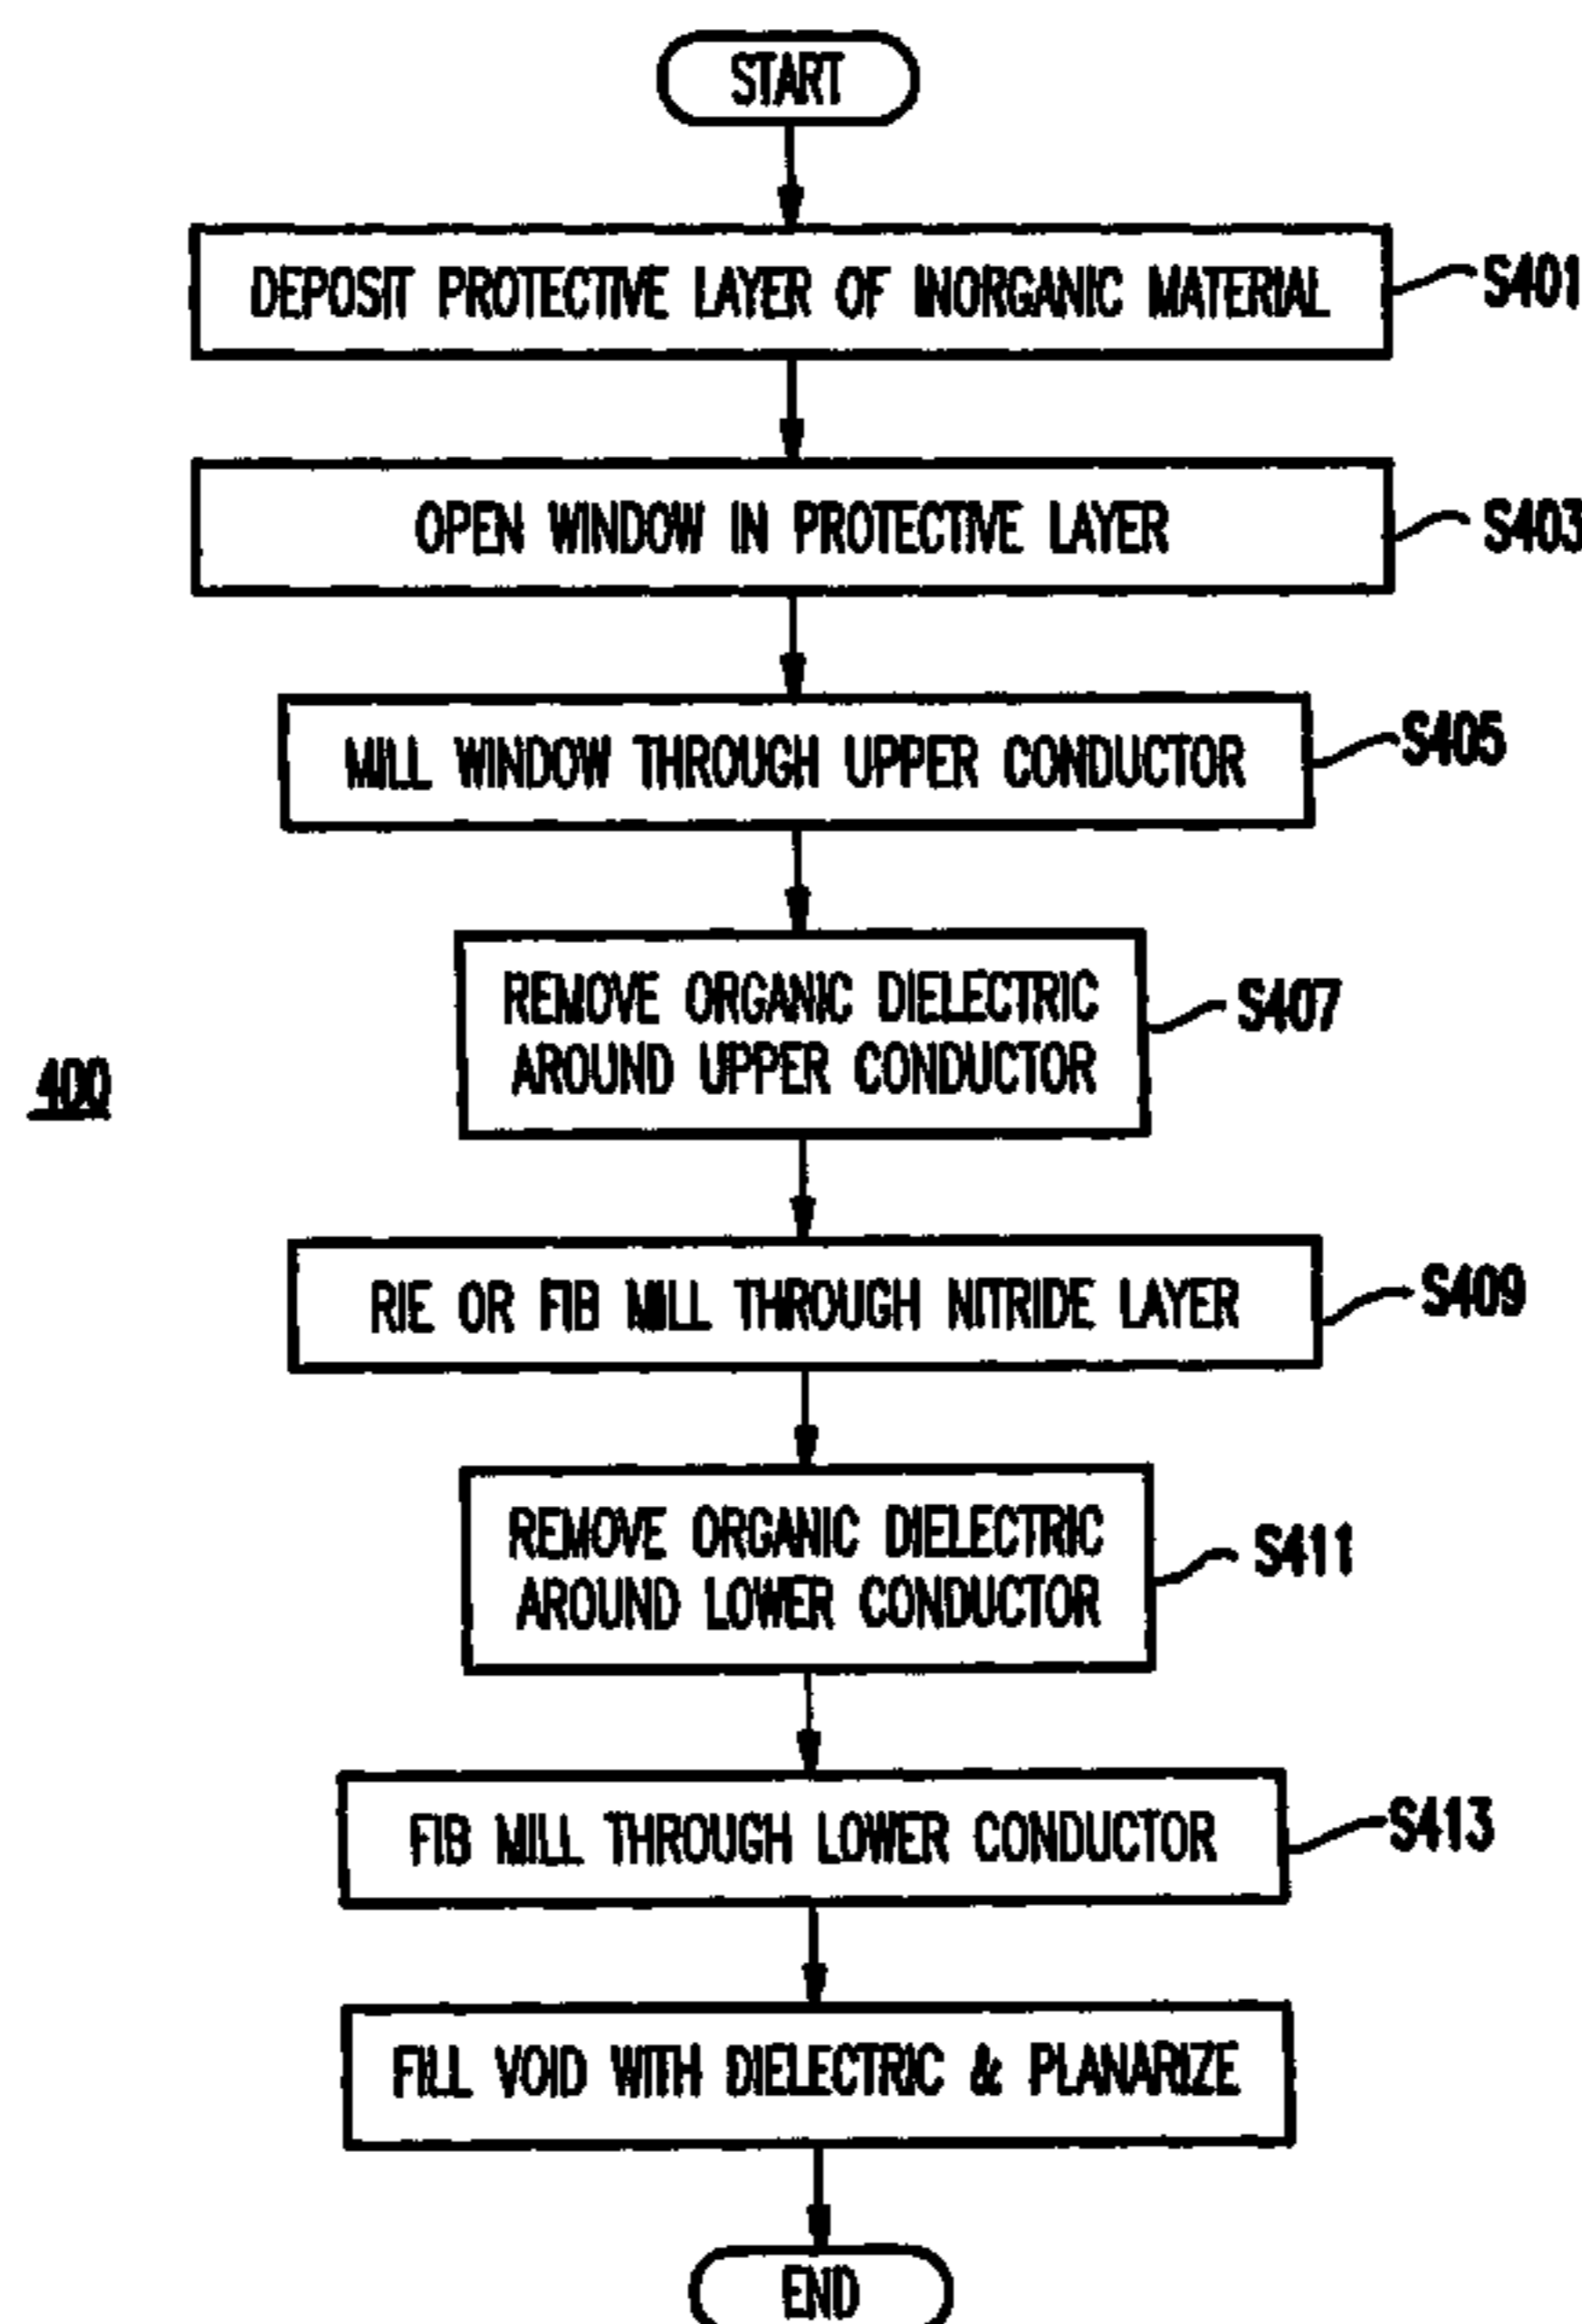 START
DEPOSIT PROTECTIVE LAYER OF INORGANIC MATERIAL
S401
OPEN WINDOW IN PROTECTIVE LAYER
S403
MILL WINDOW THROUGH UPPER CONDUCTOR
S405
REMOVE ORGANIC DIELECTRIC
AROUND UPPER CONDUCTOR
S407
400
RIE OR FIB MILL THROUGH NITRIDE LAYER
S409
REMOVE ORGANIC DIELECTRIC
AROUND LOWER CONDUCTOR
S411
FIB MILL THROUGH LOWER CONDUCTOR
S413
FILL VOID WITH DIELECTRIC & PLANARIZE
END